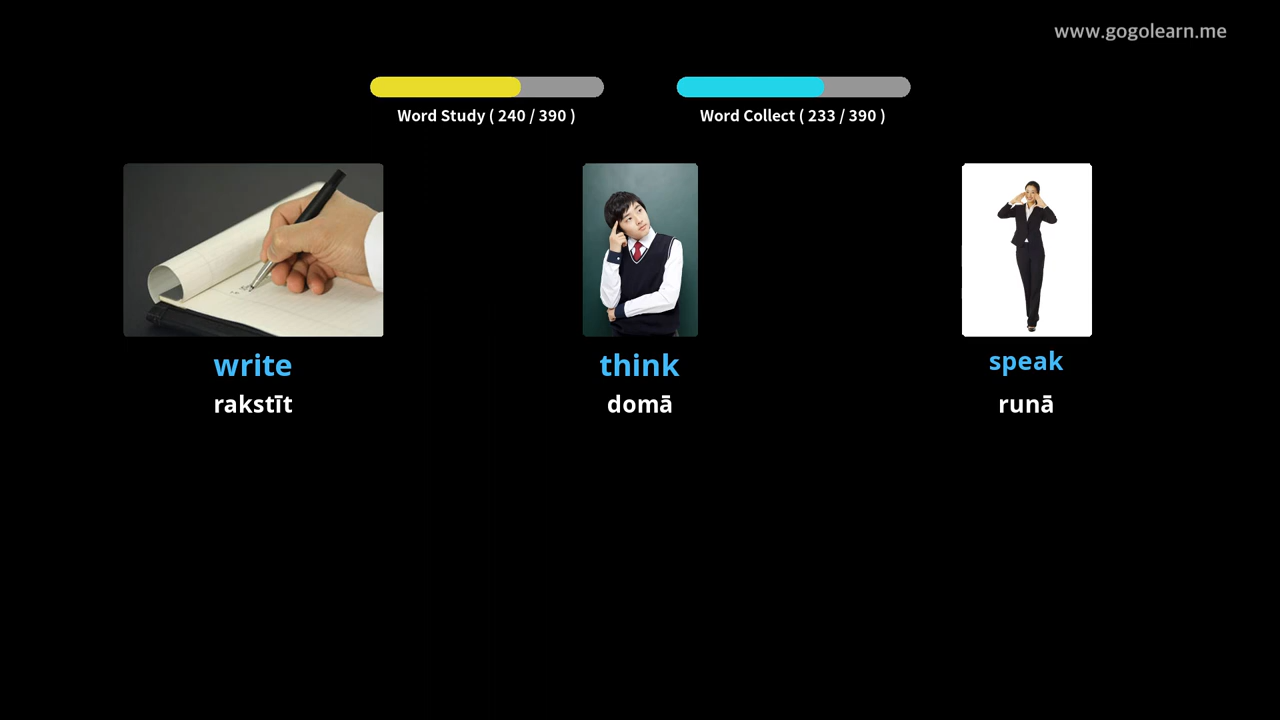 www.gogolearn.me
Word Study ( 240 / 390 )
Word Collect ( 233 / 390 )
write
think
speak
rakstīt
domā
runā